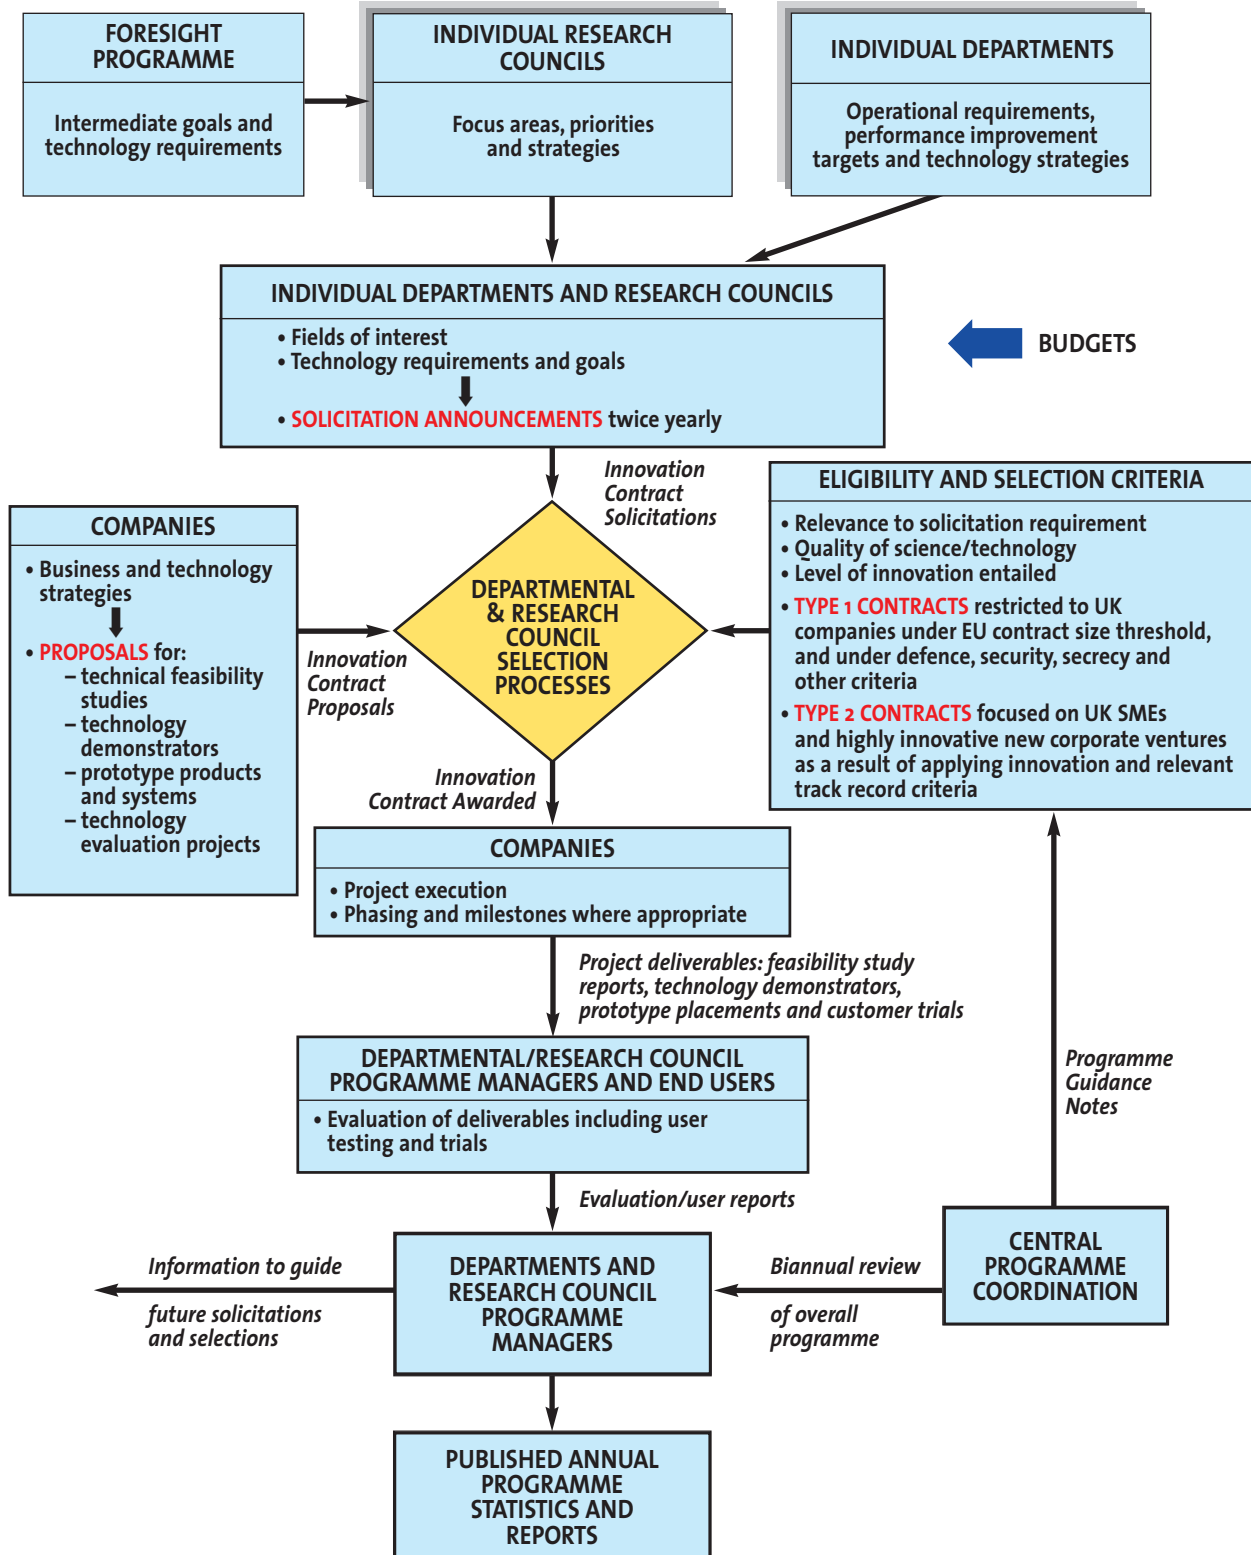 FORESIGHT
PROGRAMME
Intermediate goals and
technology requirements
INDIVIDUAL RESEARCH
COUNCILS
Focus areas, priorities
and strategies
INDIVIDUAL DEPARTMENTS
Operational requirements,
performance improvement
targets and technology strategies
INDIVIDUAL DEPARTMENTS AND RESEARCH COUNCILS
• Fields of interest
• Technology requirements and goals
• SOLICITATION ANNOUNCEMENTS twice yearly
BUDGETS
Innovation
Contract
Solicitations
COMPANIES
• Business and technology
strategies
• PROPOSALS for:
– technical feasibility
studies
– technology
demonstrators
– prototype products
and systems
– technology
evaluation projects
Innovation
Contract
Proposals
DEPARTMENTAL
& RESEARCH
COUNCIL
SELECTION
PROCESSES
ELIGIBILITY AND SELECTION CRITERIA
• Relevance to solicitation requirement
• Quality of science/technology
• Level of innovation entailed
• TYPE 1 CONTRACTS restricted to UK
companies under EU contract size threshold,
and under defence, security, secrecy and
other criteria
• TYPE 2 CONTRACTS focused on UK SMEs
and highly innovative new corporate ventures
as a result of applying innovation and relevant
track record criteria
Innovation
Contract Awarded
COMPANIES
• Project execution
• Phasing and milestones where appropriate
Project deliverables: feasibility study
reports, technology demonstrators,
prototype placements and customer trials
DEPARTMENTAL/RESEARCH COUNCIL
PROGRAMME MANAGERS AND END USERS
• Evaluation of deliverables including user
testing and trials
Programme
Guidance
Notes
Evaluation/user reports
Information to guide
future solicitations
and selections
DEPARTMENTS AND
RESEARCH COUNCIL
PROGRAMME
MANAGERS
Biannual review
of overall
programme
CENTRAL
PROGRAMME
COORDINATION
PUBLISHED ANNUAL
PROGRAMME
STATISTICS AND
REPORTS